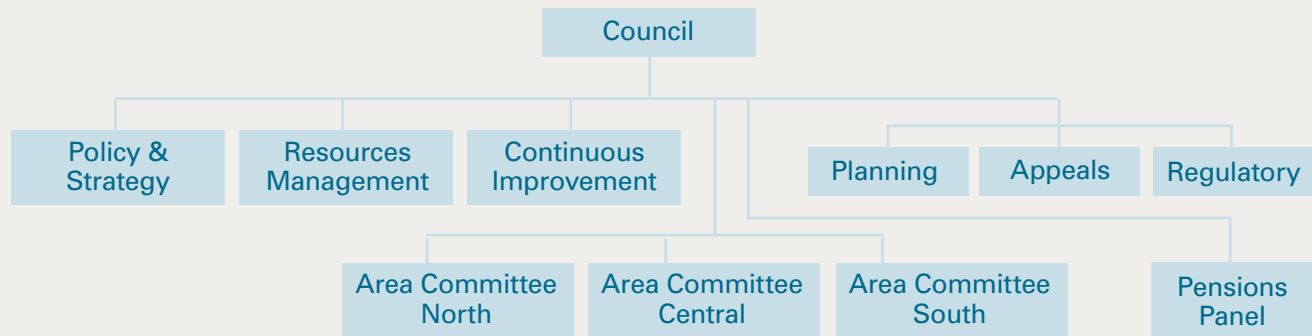 Council
Policy &
Strategy
Resources
Management
Continuous
Improvement
Planning
Appeals
Regulatory
Area Committee
North
Area Committee
Central
Area Committee
South
Pensions
Panel